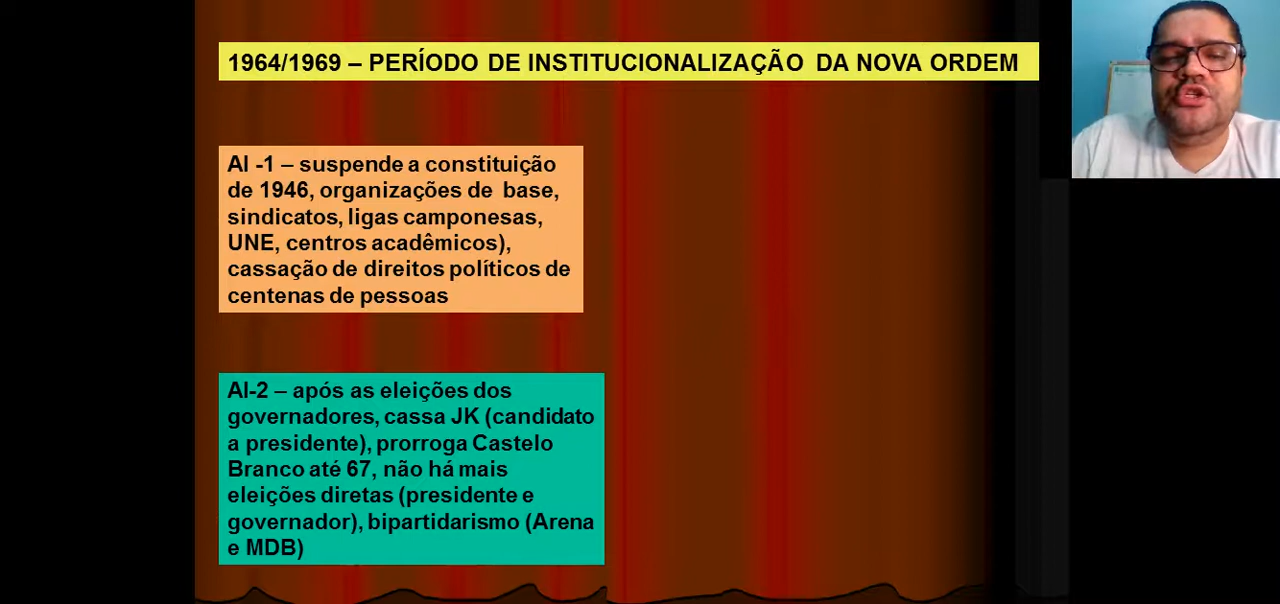 1964/1969 – PERÍODO DE INSTITUCIONALIZAÇÃO DA NOVA ORDEM
AI -1 – suspende a constituição
de 1946, organizações de base,
sindicatos, ligas camponesas,
UNE, centros acadêmicos),
cassação de direitos políticos de
centenas de pessoas
AI-2 – após as eleições dos
governadores, cassa JK (candidato
a presidente), prorroga Castelo
Branco até 67, não há mais
eleições diretas (presidente e
governador), bipartidarismo (Arena
e MDB)